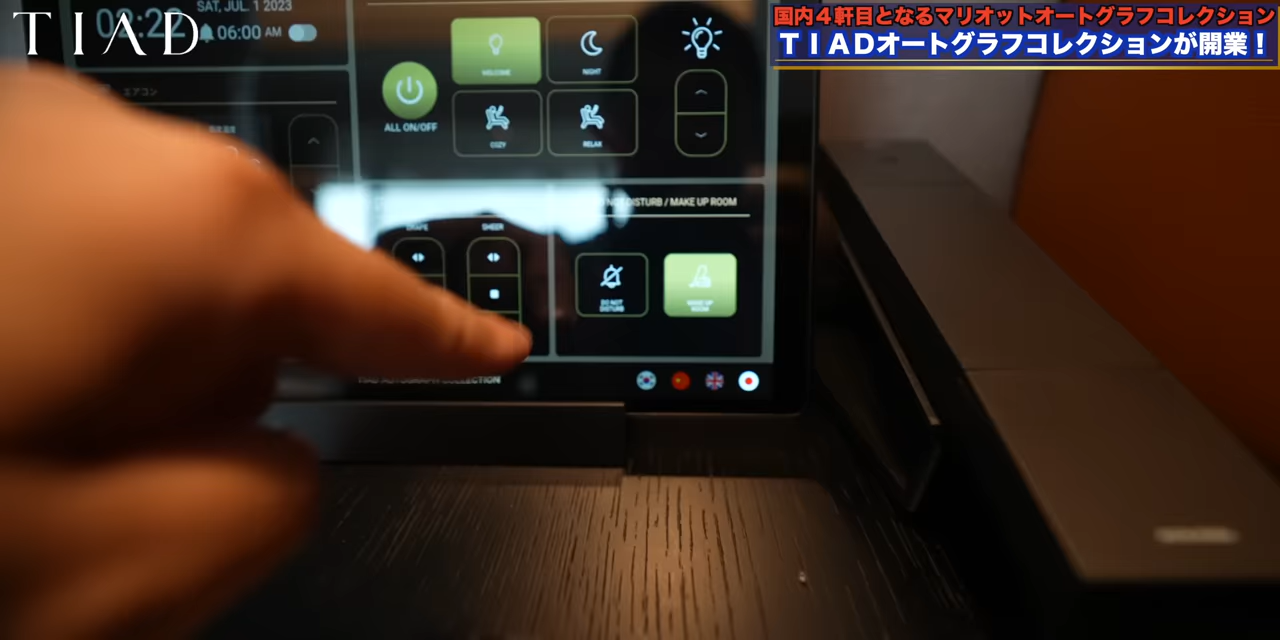 TIAD
国内４軒目となるマリオットオートグラフコレクション
ＴＩＡＤオートグラフコレクションが開業！
SAT, JUL. 1 2023
06:00 AM
エアコン
WELCOME
NIGHT
ALL ON/OFF
COZY
RELAX
NOT DISTURB / MAKE UP ROOM
SHEER
DO NOT
DISTURB
MAKE UP
ROOM
TIAD AUTOGRAPH COLLECTION